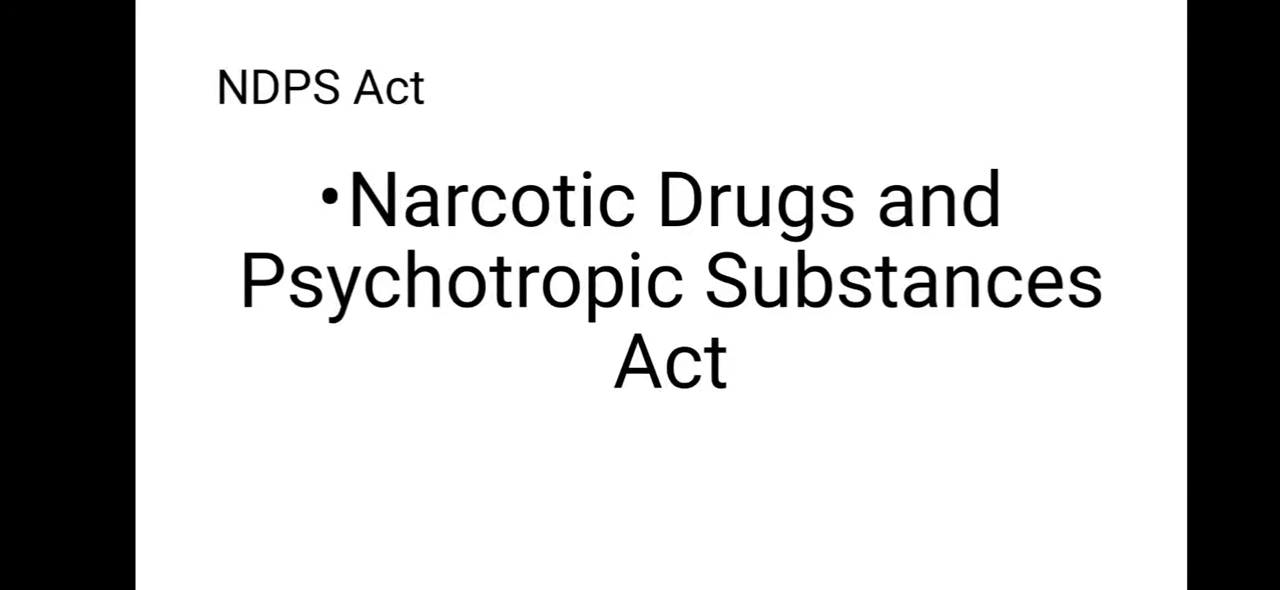 NDPS Act
•Narcotic Drugs and
Psychotropic Substances
Act